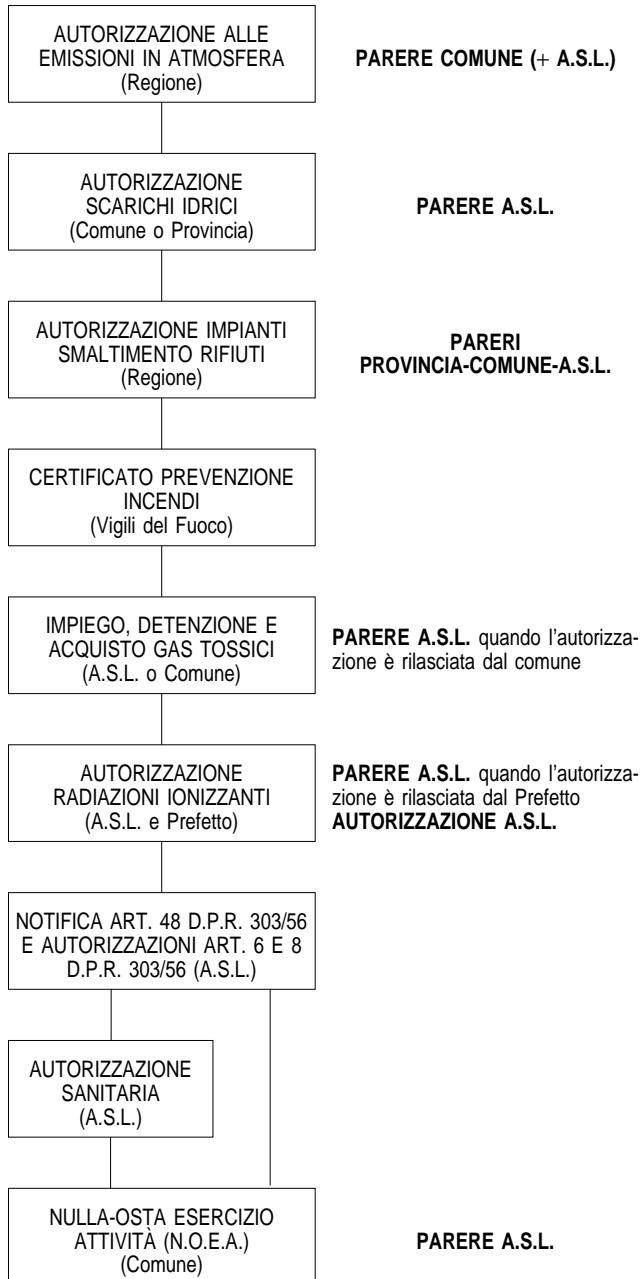 AUTORIZZAZIONE ALLE
EMISSIONI IN ATMOSFERA
(Regione)
PARERE COMUNE (+ A.S.L.)
AUTORIZZAZIONE
SCARICHI IDRICI
(Comune o Provincia)
PARERE A.S.L.
AUTORIZZAZIONE IMPIANTI
SMALTIMENTO RIFIUTI
(Regione)
PARERI
PROVINCIA-COMUNE-A.S.L.
CERTIFICATO PREVENZIONE
INCENDI
(Vigili del Fuoco)
IMPIEGO, DETENZIONE E
ACQUISTO GAS TOSSICI
(A.S.L. o Comune)
PARERE A.S.L. quando l'autorizza-
zione è rilasciata dal comune
AUTORIZZAZIONE
RADIAZIONI IONIZZANTI
(A.S.L. e Prefetto)
PARERE A.S.L. quando l'autorizza-
zione è rilasciata dal Prefetto
AUTORIZZAZIONE A.S.L.
NOTIFICA ART. 48 D.P.R. 303/56
E AUTORIZZAZIONI ART. 6 E 8
D.P.R. 303/56 (A.S.L.)
AUTORIZZAZIONE
SANITARIA
(A.S.L.)
NULLA-OSTA ESERCIZIO
ATTIVITÀ (N.O.E.A.)
(Comune)
PARERE A.S.L.